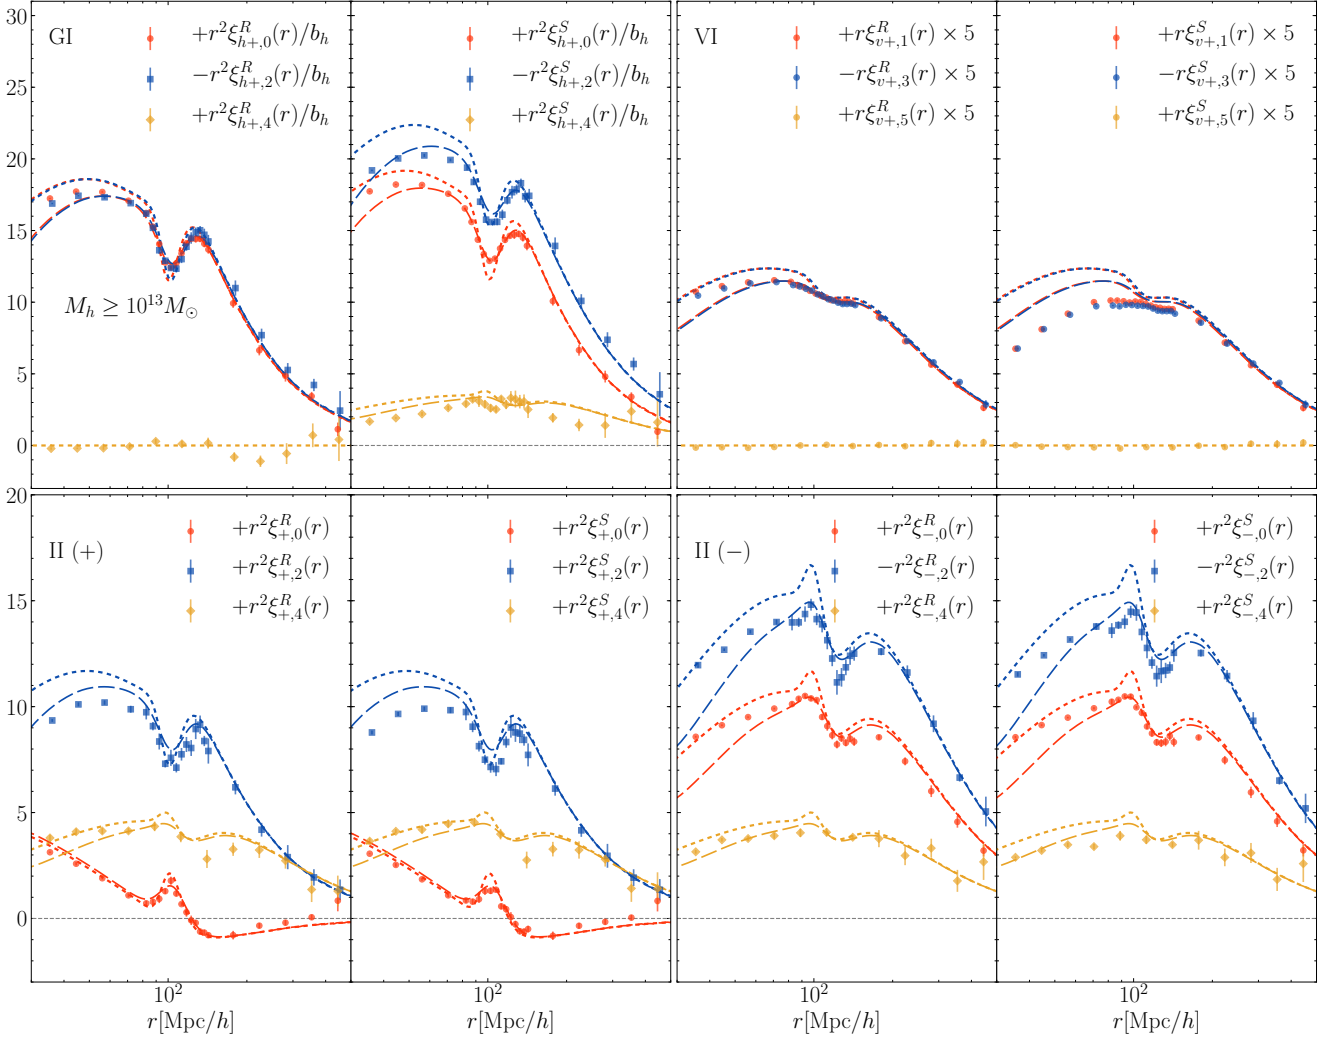 GI
+r²ξ^R_{h+,0}(r)/b_h
−r²ξ^R_{h+,2}(r)/b_h
+r²ξ^R_{h+,4}(r)/b_h
M_h ≥ 10^{13}M_⊙
+r²ξ^S_{h+,0}(r)/b_h
−r²ξ^S_{h+,2}(r)/b_h
+r²ξ^S_{h+,4}(r)/b_h
VI
+rξ^R_{v+,1}(r) × 5
−rξ^R_{v+,3}(r) × 5
+rξ^R_{v+,5}(r) × 5
+rξ^S_{v+,1}(r) × 5
−rξ^S_{v+,3}(r) × 5
+rξ^S_{v+,5}(r) × 5
30
25
20
15
10
5
0
II (+)
+r²ξ^R_{+,0}(r)
+r²ξ^R_{+,2}(r)
+r²ξ^R_{+,4}(r)
+r²ξ^S_{+,0}(r)
+r²ξ^S_{+,2}(r)
+r²ξ^S_{+,4}(r)
II (−)
+r²ξ^R_{−,0}(r)
−r²ξ^R_{−,2}(r)
+r²ξ^R_{−,4}(r)
+r²ξ^S_{−,0}(r)
−r²ξ^S_{−,2}(r)
+r²ξ^S_{−,4}(r)
20
15
10
5
0
10²
10²
10²
10²
r[Mpc/h]
r[Mpc/h]
r[Mpc/h]
r[Mpc/h]